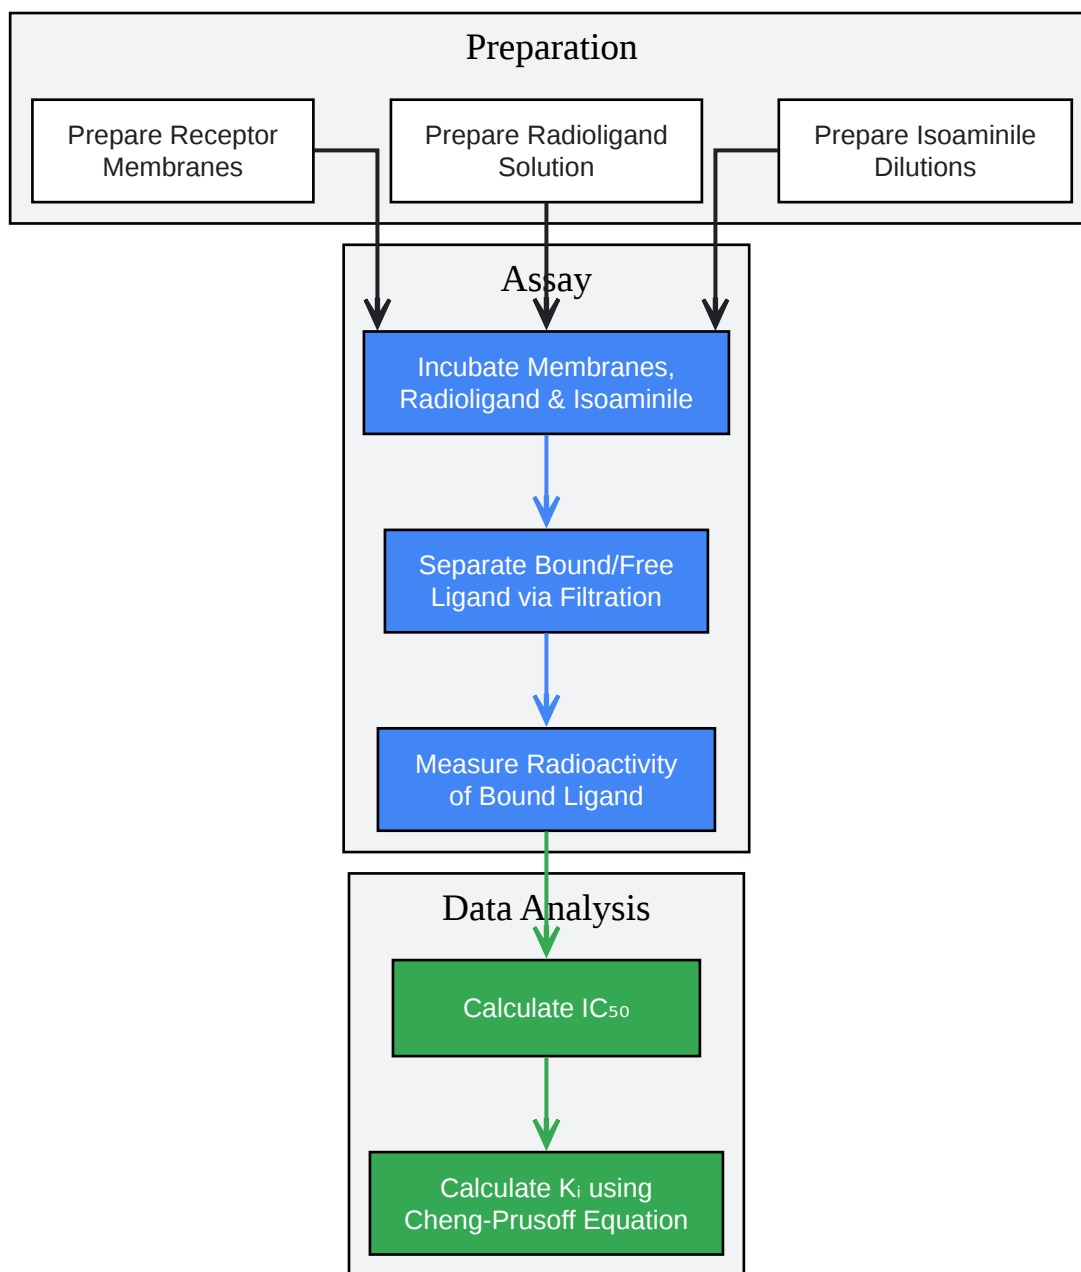 Preparation
Prepare Receptor
Membranes
Prepare Radioligand
Solution
Prepare Isoaminile
Dilutions
Assay
Incubate Membranes,
Radioligand & Isoaminile
Separate Bound/Free
Ligand via Filtration
Measure Radioactivity
of Bound Ligand
Data Analysis
Calculate IC₅₀
Calculate Kᵢ using
Cheng-Prusoff Equation